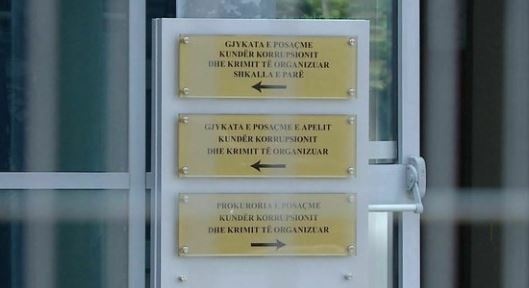 GJYKATA E POSAÇME
KUNDËR KORRUPSIONIT
DHE KRIMIT TË ORGANIZUAR
SHKALLA E PARË
GJYKATA E POSAÇME E APELIT
KUNDËR KORRUPSIONIT
DHE KRIMIT TË ORGANIZUAR
PROKURORIA E POSAÇME
KUNDËR KORRUPSIONIT
DHE KRIMIT TË ORGANIZUAR